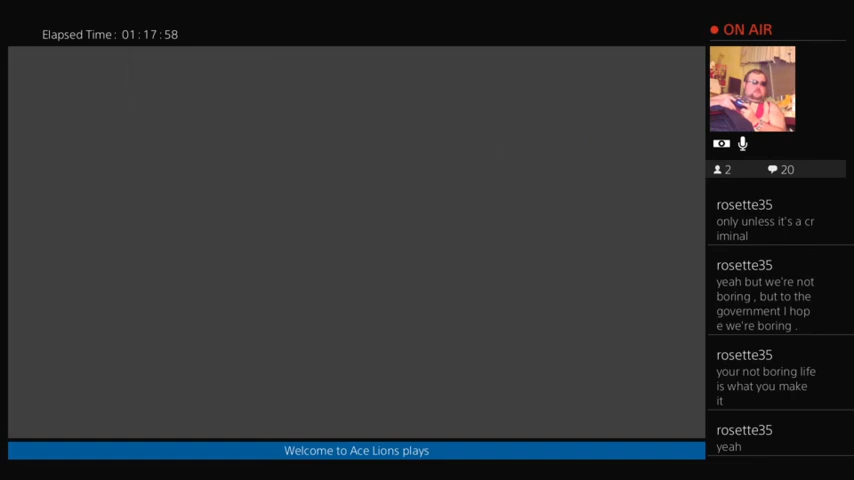 Elapsed Time: 01:17:58
ON AIR
2 20
rosette35
only unless it's a cr
iminal
rosette35
yeah but we're not
boring , but to the
government I hop
e we're boring .
rosette35
your not boring life
is what you make
it
rosette35
yeah
Welcome to Ace Lions plays